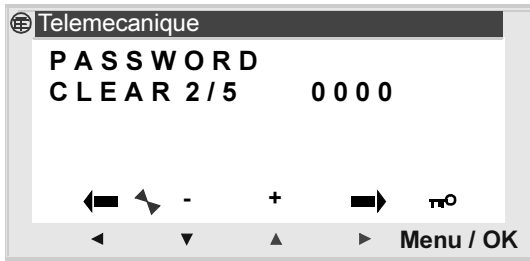 Telemecanique
PASSWORD
CLEAR 2/5 0000
- +
Menu / OK